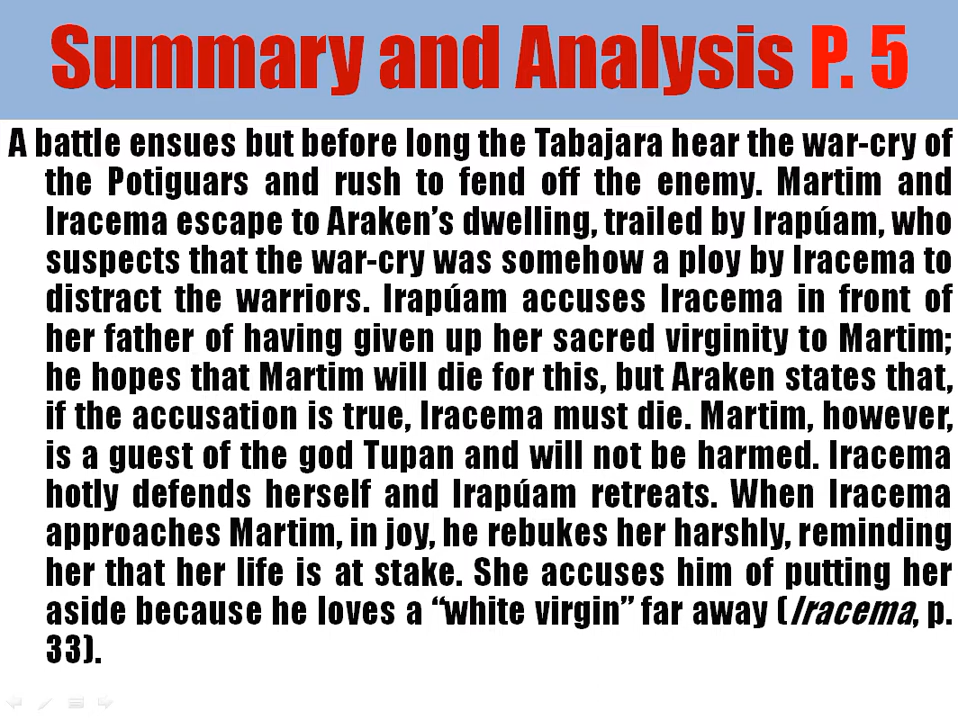 Summary and Analysis P. 5
A battle ensues but before long the Tabajara hear the war-cry of
the Potiguars and rush to fend off the enemy. Martim and
Iracema escape to Araken’s dwelling, trailed by Irapúam, who
suspects that the war-cry was somehow a ploy by Iracema to
distract the warriors. Irapúam accuses Iracema in front of
her father of having given up her sacred virginity to Martim;
he hopes that Martim will die for this, but Araken states that,
if the accusation is true, Iracema must die. Martim, however,
is a guest of the god Tupan and will not be harmed. Iracema
hotly defends herself and Irapúam retreats. When Iracema
approaches Martim, in joy, he rebukes her harshly, reminding
her that her life is at stake. She accuses him of putting her
aside because he loves a “white virgin” far away (Iracema, p.
33).